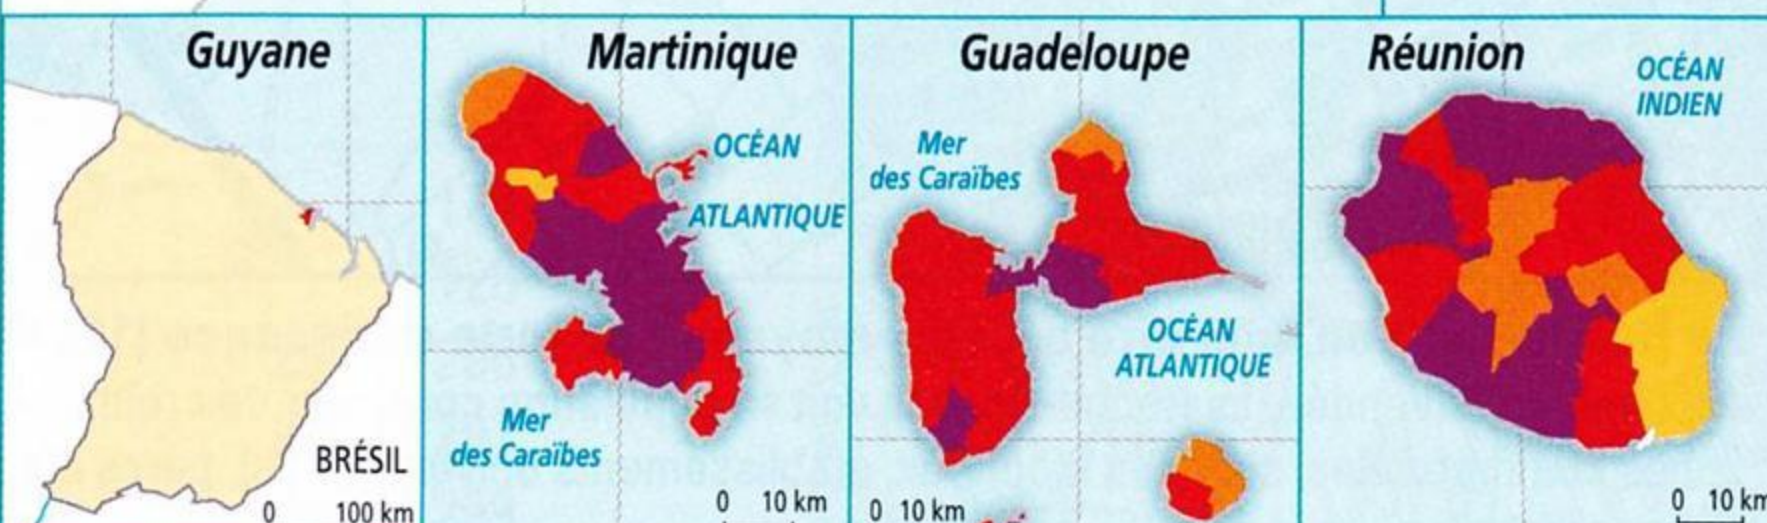 Guyane
BRÉSIL
0 100 km
Martinique
OCÉAN
ATLANTIQUE
Mer
des Caraïbes
0 10 km
Guadeloupe
Mer
des Caraïbes
OCÉAN
ATLANTIQUE
0 10 km
Réunion
OCÉAN
INDIEN
0 10 km